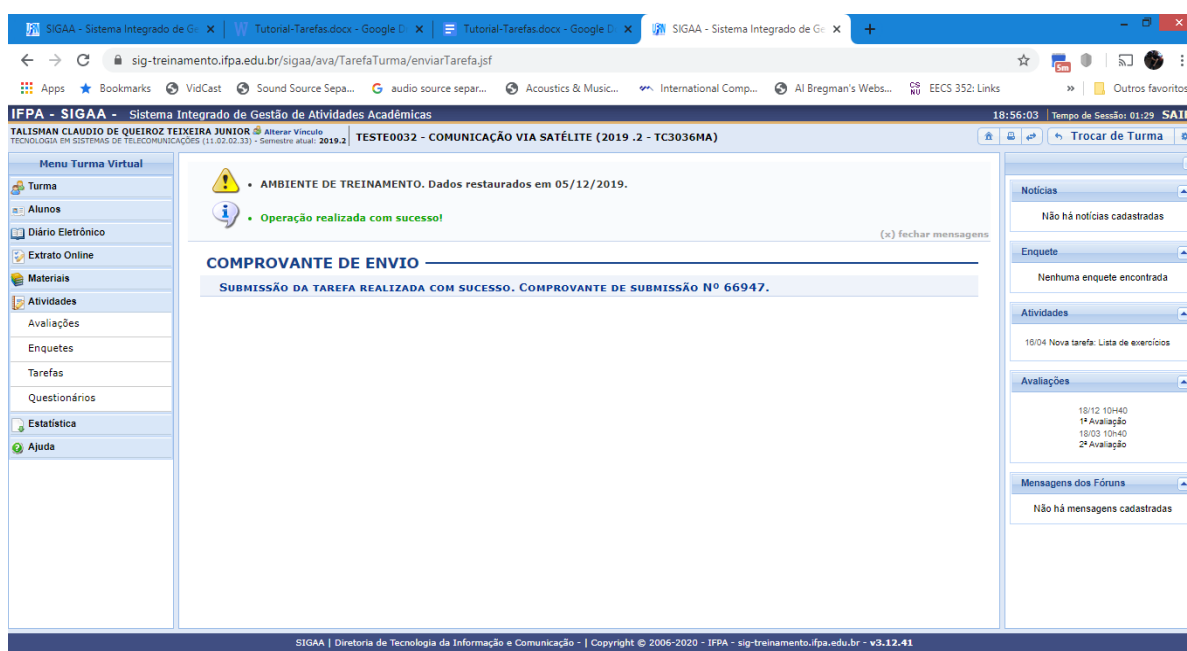 SIGAA - Sistema Integrado de Ge
Tutorial-Tarefas.docx - Google D
Tutorial-Tarefas.docx - Google D
SIGAA - Sistema Integrado de Ge
sig-treinamento.ifpa.edu.br/sigaa/ava/TarefaTurma/enviarTarefa.jsf
Sm
Apps Bookmarks VidCast Sound Source Sepa... audio source separ... Acoustics & Music... International Comp... Al Bregman's Webs... CS NU EECS 352: Links » Outros favoritos
IFPA - SIGAA - Sistema Integrado de Gestão de Atividades Acadêmicas 18:56:03 Tempo de Sessão: 01:29 SAIR
TALISMAN CLAUDIO DE QUEIROZ TEIXEIRA JUNIOR Alterar Vínculo
TECNOLOGIA EM SISTEMAS DE TELECOMUNICAÇÕES (11.02.02.33) - Semestre atual: 2019.2
TESTE0032 - COMUNICAÇÃO VIA SATÉLITE (2019 .2 - TC3036MA)
Trocar de Turma
Menu Turma Virtual
Turma
Alunos
Diário Eletrônico
Extrato Online
Materiais
Atividades
Avaliações
Enquetes
Tarefas
Questionários
Estatística
Ajuda
• AMBIENTE DE TREINAMENTO. Dados restaurados em 05/12/2019.
• Operação realizada com sucesso!
(x) fechar mensagens
COMPROVANTE DE ENVIO
SUBMISSÃO DA TAREFA REALIZADA COM SUCESSO. COMPROVANTE DE SUBMISSÃO Nº 66947.
Notícias
Não há notícias cadastradas
Enquete
Nenhuma enquete encontrada
Atividades
16/04 Nova tarefa: Lista de exercícios
Avaliações
18/12 10H40
1ª Avaliação
18/03 10h40
2ª Avaliação
Mensagens dos Fóruns
Não há mensagens cadastradas
SIGAA | Diretoria de Tecnologia da Informação e Comunicação - | Copyright © 2006-2020 - IFPA - sig-treinamento.ifpa.edu.br - v3.12.41